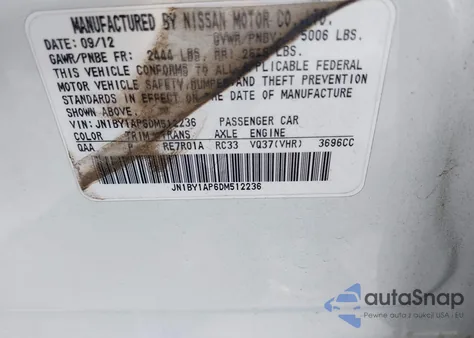 MANUFACTURED BY NISSAN MOTOR CO., LTD.
DATE: 09/12 GVWR/PNBV: 5006 LBS.
GAWR/PNBE FR: 2444 LBS, RR: LBS.
THIS VEHICLE CONFORMS TO ALL APPLICABLE FEDERAL
MOTOR VEHICLE SAFETY, BUMPER, AND THEFT PREVENTION
STANDARDS IN EFFECT ON THE DATE OF MANUFACTURE
SHOWN ABOVE.
VIN: JN1BY1AP6DM512236 PASSENGER CAR
COLOR TRIM TRANS AXLE ENGINE
QAA P RE7R01A RC33 VQ37(VHR) 3696CC
JN1BY1AP6DM512236
autoSnap
Pewne auto z aukcji USA, EU